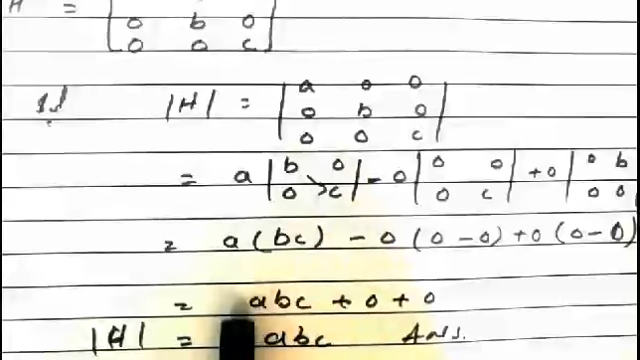 H =
0 b 0
0 0 c
|H| = | a 0 0
0 b 0
0 0 c |
= a | b 0 | - 0 | 0 0 | + 0 | 0 b
0 c | 0 c | 0 0
= a(bc) - 0(0-0) + 0(0-0)
= abc + 0 + 0
|H| = abc Ans.